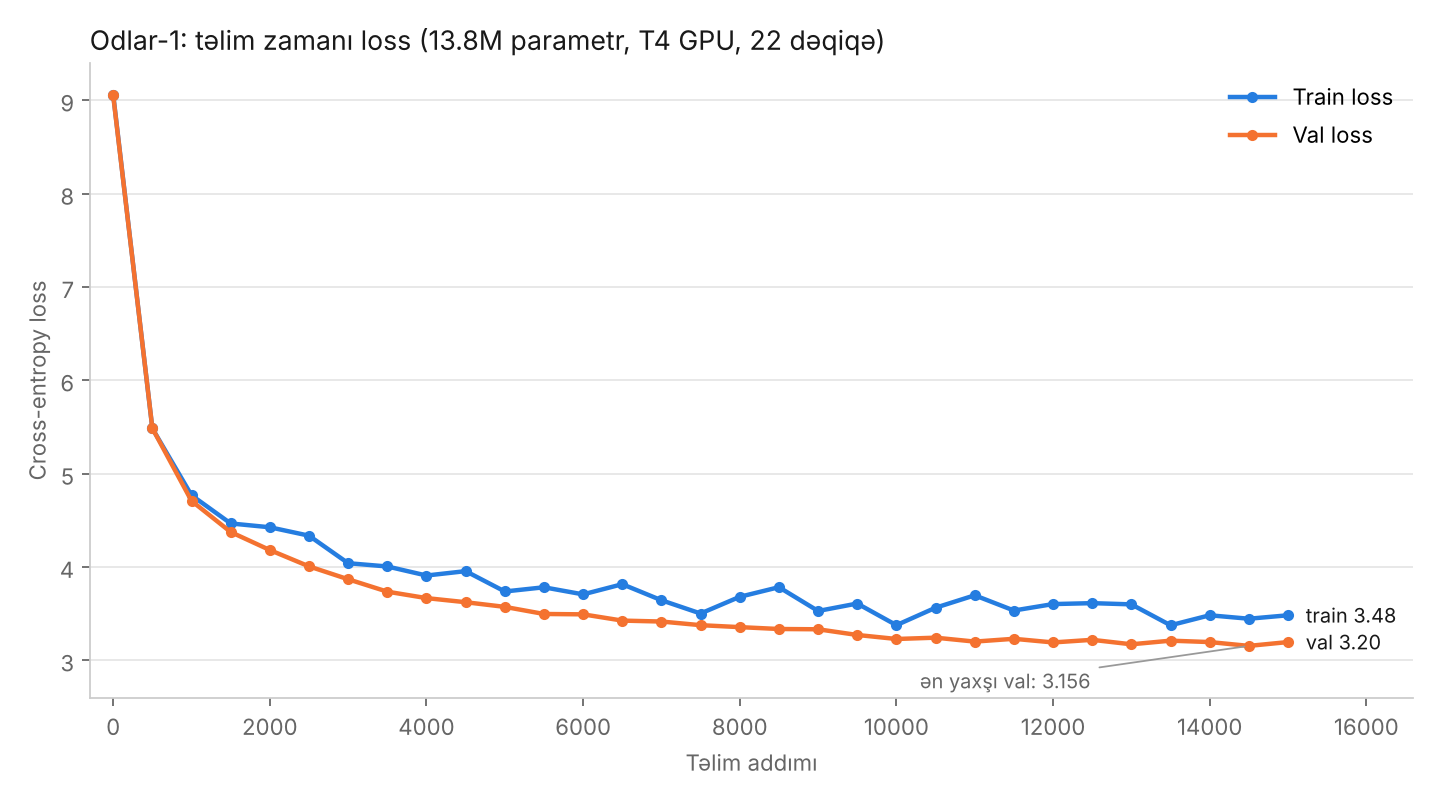 Odlar-1: təlim zamanı loss (13.8M parametr, T4 GPU, 22 dəqiqə)
Train loss
Val loss
Cross-entropy loss
9
8
7
6
5
4
3
train 3.48
val 3.20
ən yaxşı val: 3.156
0 2000 4000 6000 8000 10000 12000 14000 16000
Təlim addımı